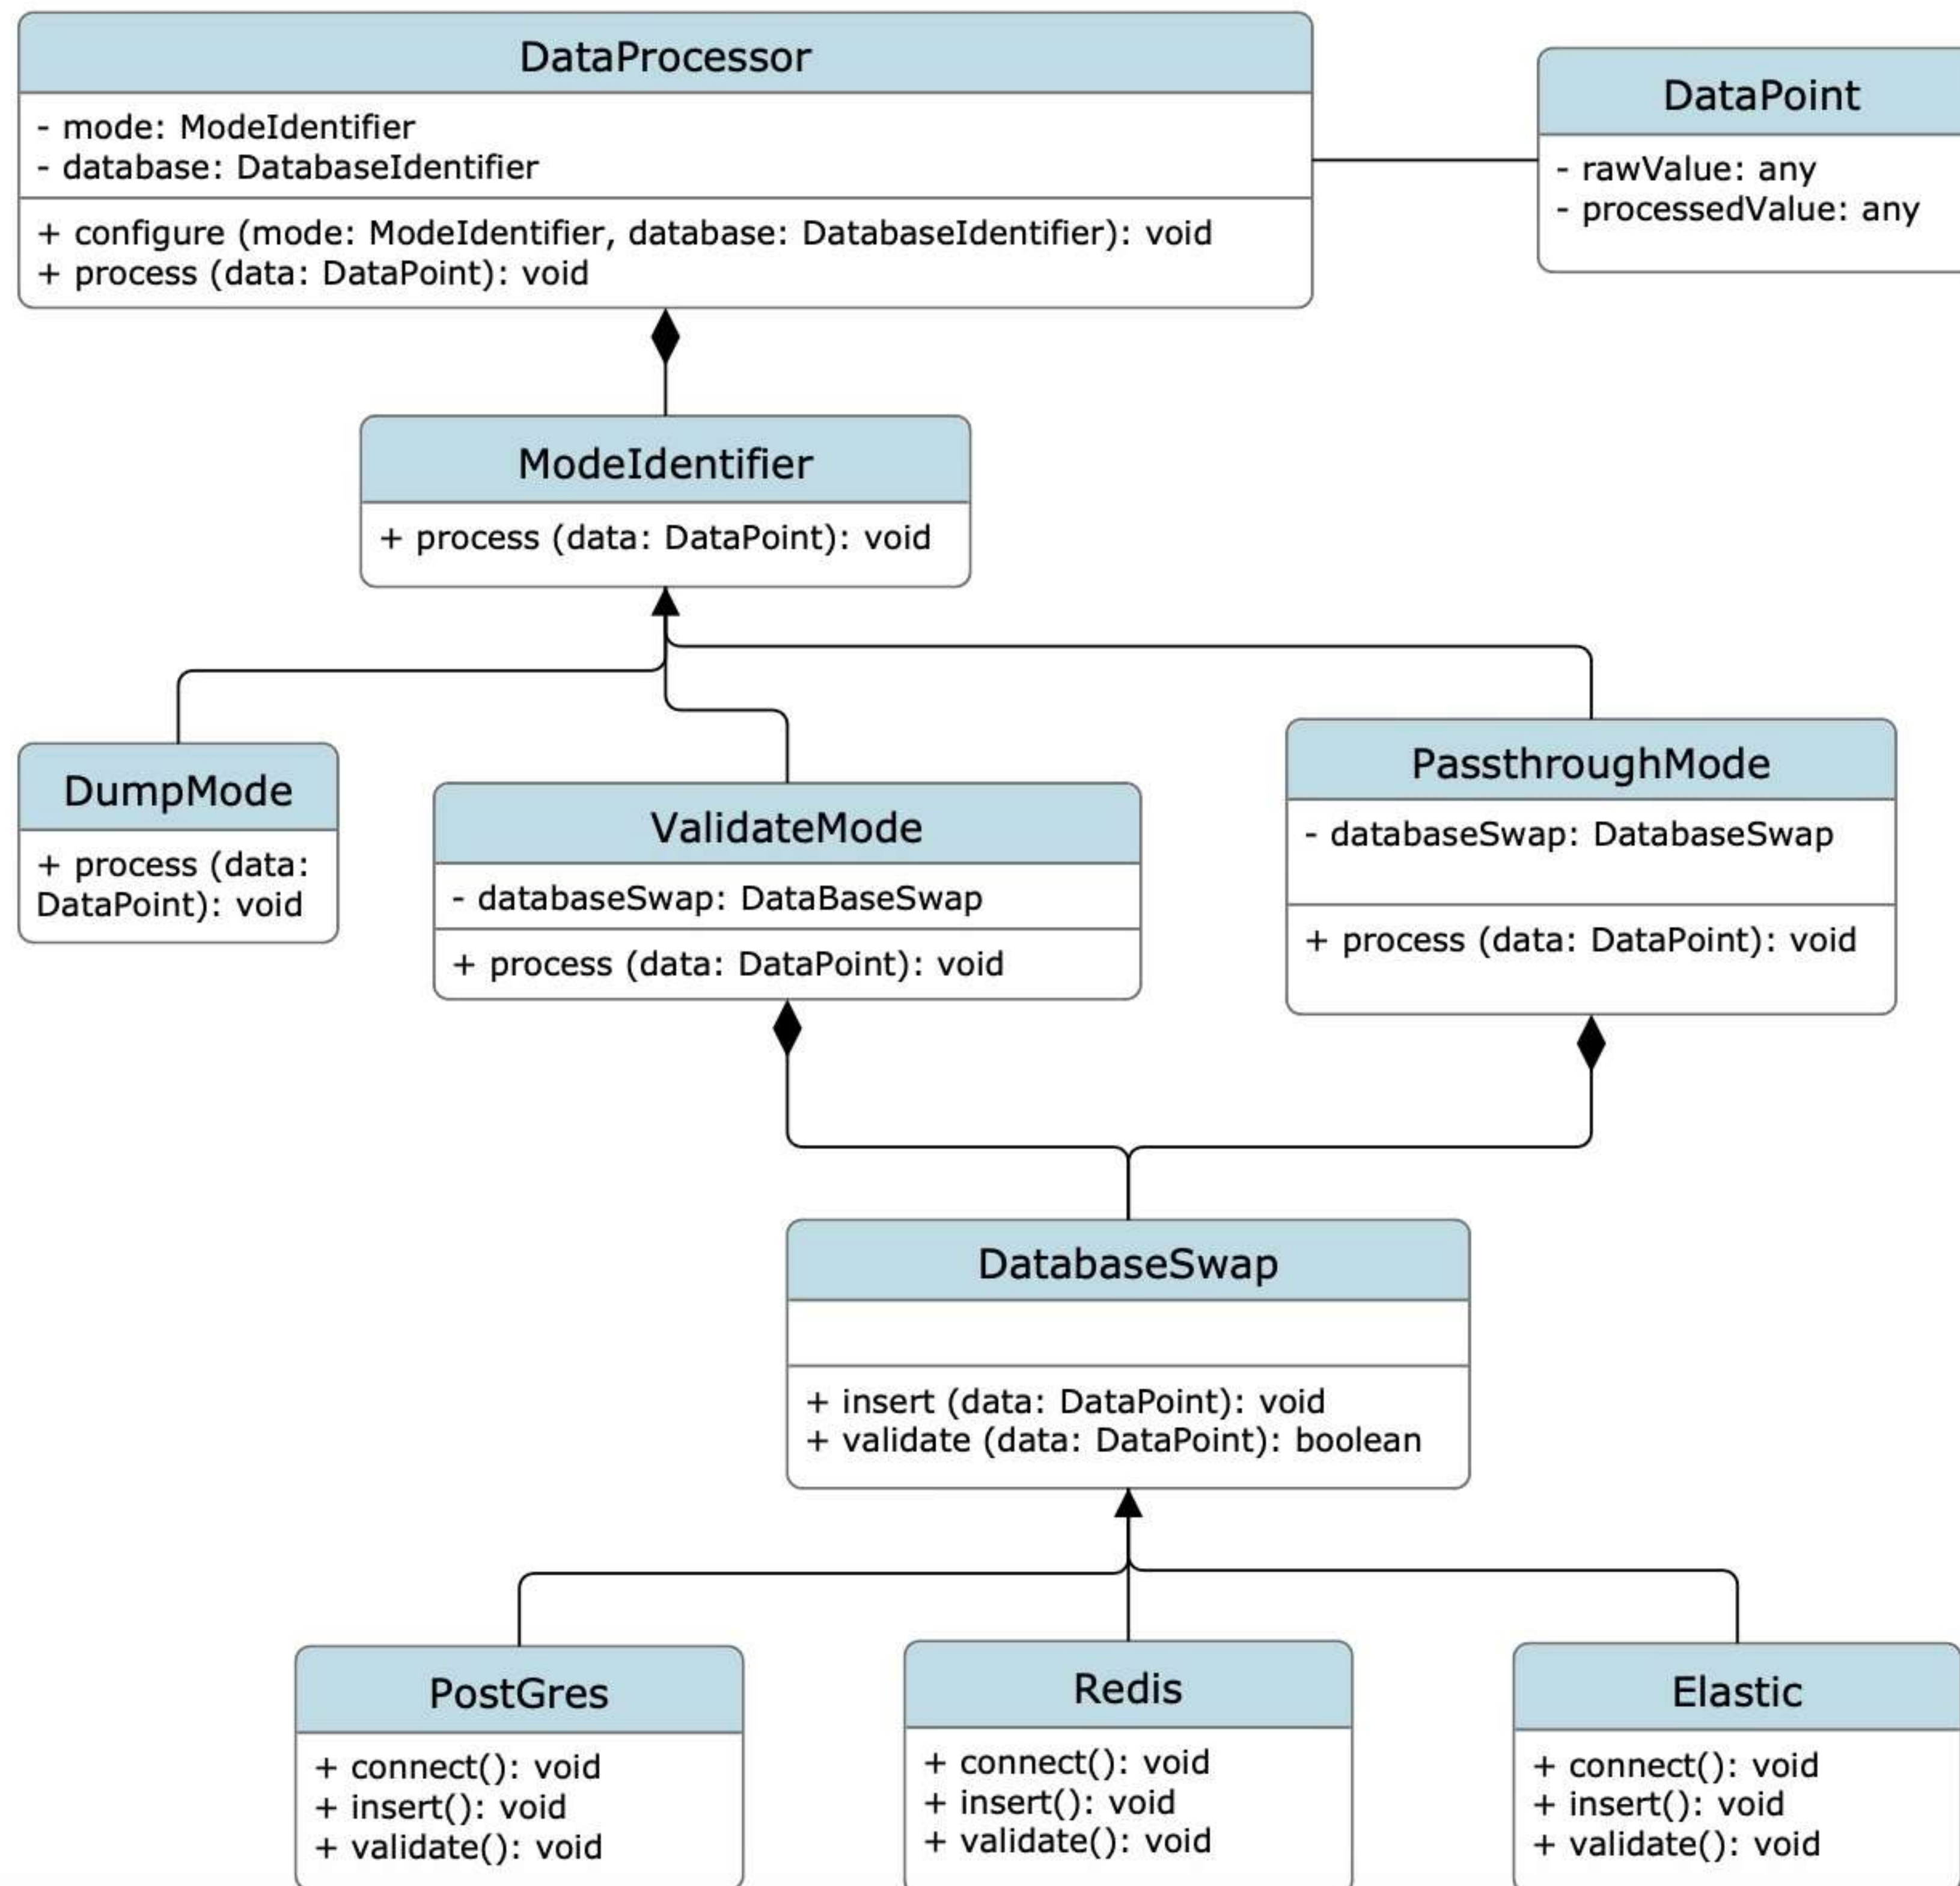 DataProcessor
- mode: ModeIdentifier
- database: DatabaseIdentifier
+ configure (mode: ModeIdentifier, database: DatabaseIdentifier): void
+ process (data: DataPoint): void
DataPoint
- rawValue: any
- processedValue: any
ModeIdentifier
+ process (data: DataPoint): void
DumpMode
+ process (data:
DataPoint): void
ValidateMode
- databaseSwap: DataBaseSwap
+ process (data: DataPoint): void
PassthroughMode
- databaseSwap: DatabaseSwap
+ process (data: DataPoint): void
DatabaseSwap
+ insert (data: DataPoint): void
+ validate (data: DataPoint): boolean
PostGres
+ connect(): void
+ insert(): void
+ validate(): void
Redis
+ connect(): void
+ insert(): void
+ validate(): void
Elastic
+ connect(): void
+ insert(): void
+ validate(): void